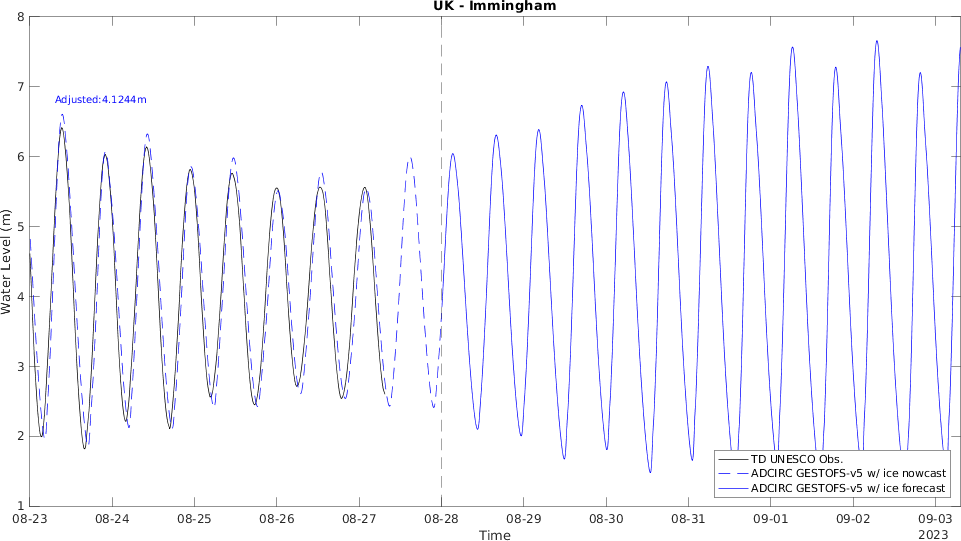 UK - Immingham
8
7
6
5
4
3
2
1
Water Level (m)
Adjusted:4.1244m
TD UNESCO Obs.
ADCIRC GESTOFS-v5 w/ ice nowcast
ADCIRC GESTOFS-v5 w/ ice forecast
08-23 08-24 08-25 08-26 08-27 08-28 08-29 08-30 08-31 09-01 09-02 09-03
Time
2023